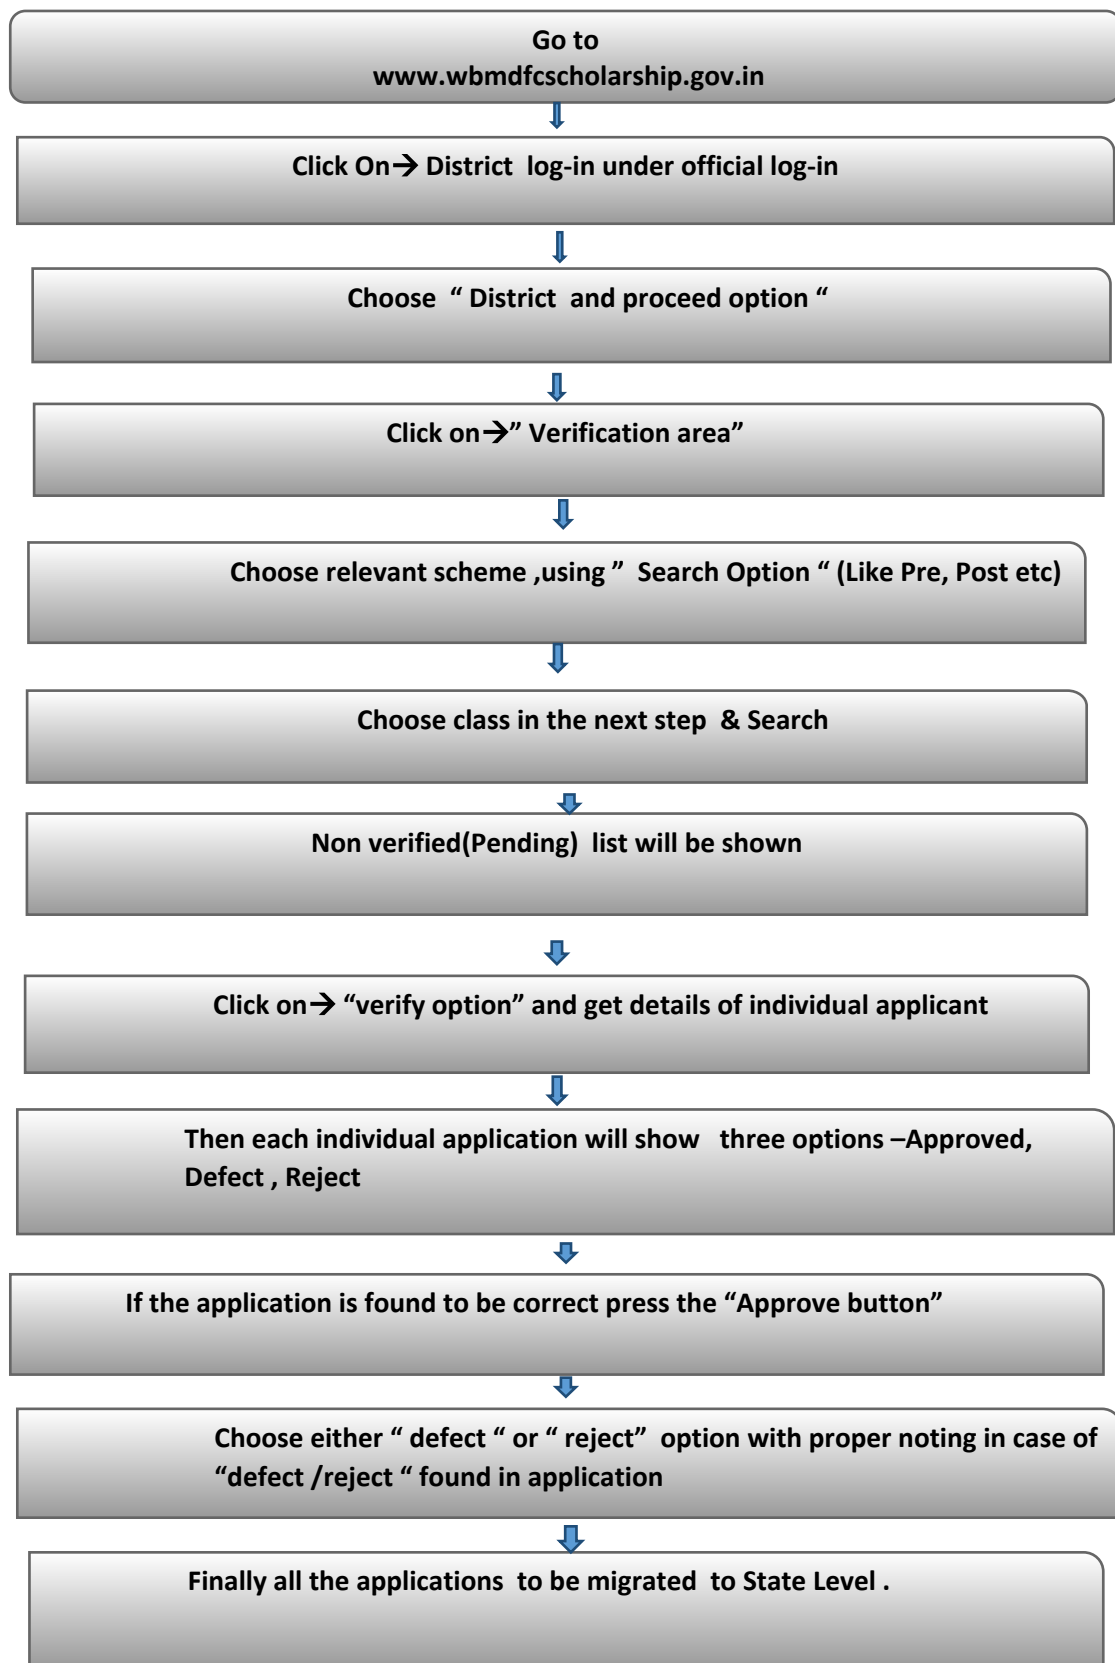 Go to
www.wbmdfcscholarship.gov.in
Click On→ District log-in under official log-in
Choose “ District and proceed option “
Click on→” Verification area”
Choose relevant scheme ,using ” Search Option “ (Like Pre, Post etc)
Choose class in the next step & Search
Non verified(Pending) list will be shown
Click on→ “verify option” and get details of individual applicant
Then each individual application will show three options –Approved,
Defect , Reject
If the application is found to be correct press the “Approve button”
Choose either “ defect “ or “ reject” option with proper noting in case of
“defect /reject “ found in application
Finally all the applications to be migrated to State Level .